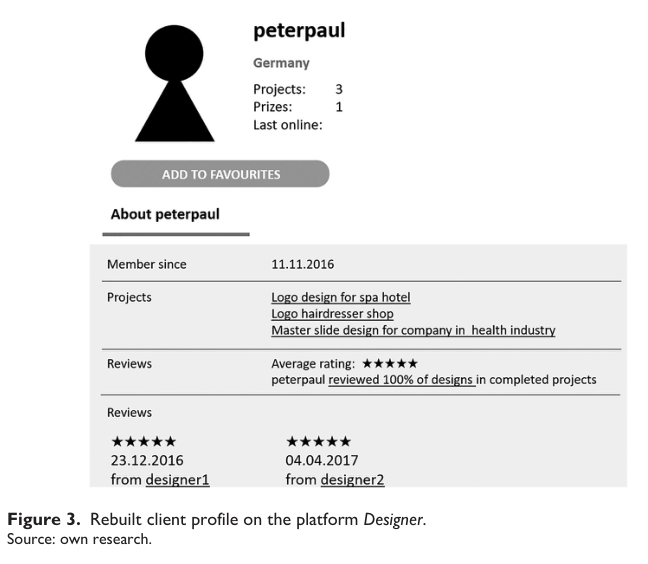 peterpaul
Germany
Projects: 3
Prizes: 1
Last online:
ADD TO FAVOURITES
About peterpaul
Member since 11.11.2016
Projects Logo design for spa hotel
Logo hairdresser shop
Master slide design for company in health industry
Reviews Average rating: ★★★★★
peterpaul reviewed 100% of designs in completed projects
Reviews
★★★★★ ★★★★★
23.12.2016 04.04.2017
from designer1 from designer2
Figure 3. Rebuilt client profile on the platform Designer.
Source: own research.